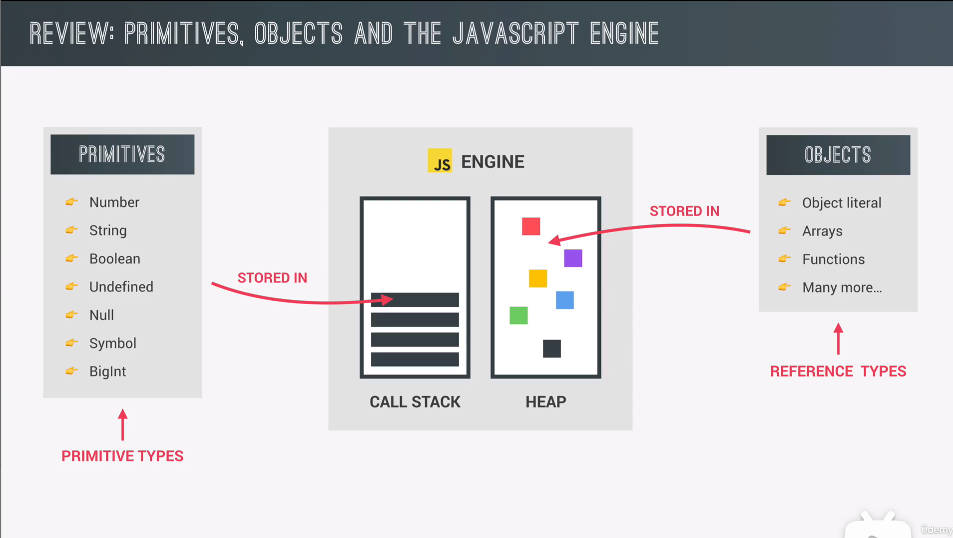 REVIEW: PRIMITIVES, OBJECTS AND THE JAVASCRIPT ENGINE
PRIMITIVES
Number
String
Boolean
Undefined
Null
Symbol
BigInt
PRIMITIVE TYPES
STORED IN
JS ENGINE
CALL STACK
HEAP
STORED IN
OBJECTS
Object literal
Arrays
Functions
Many more...
REFERENCE TYPES
Udemy